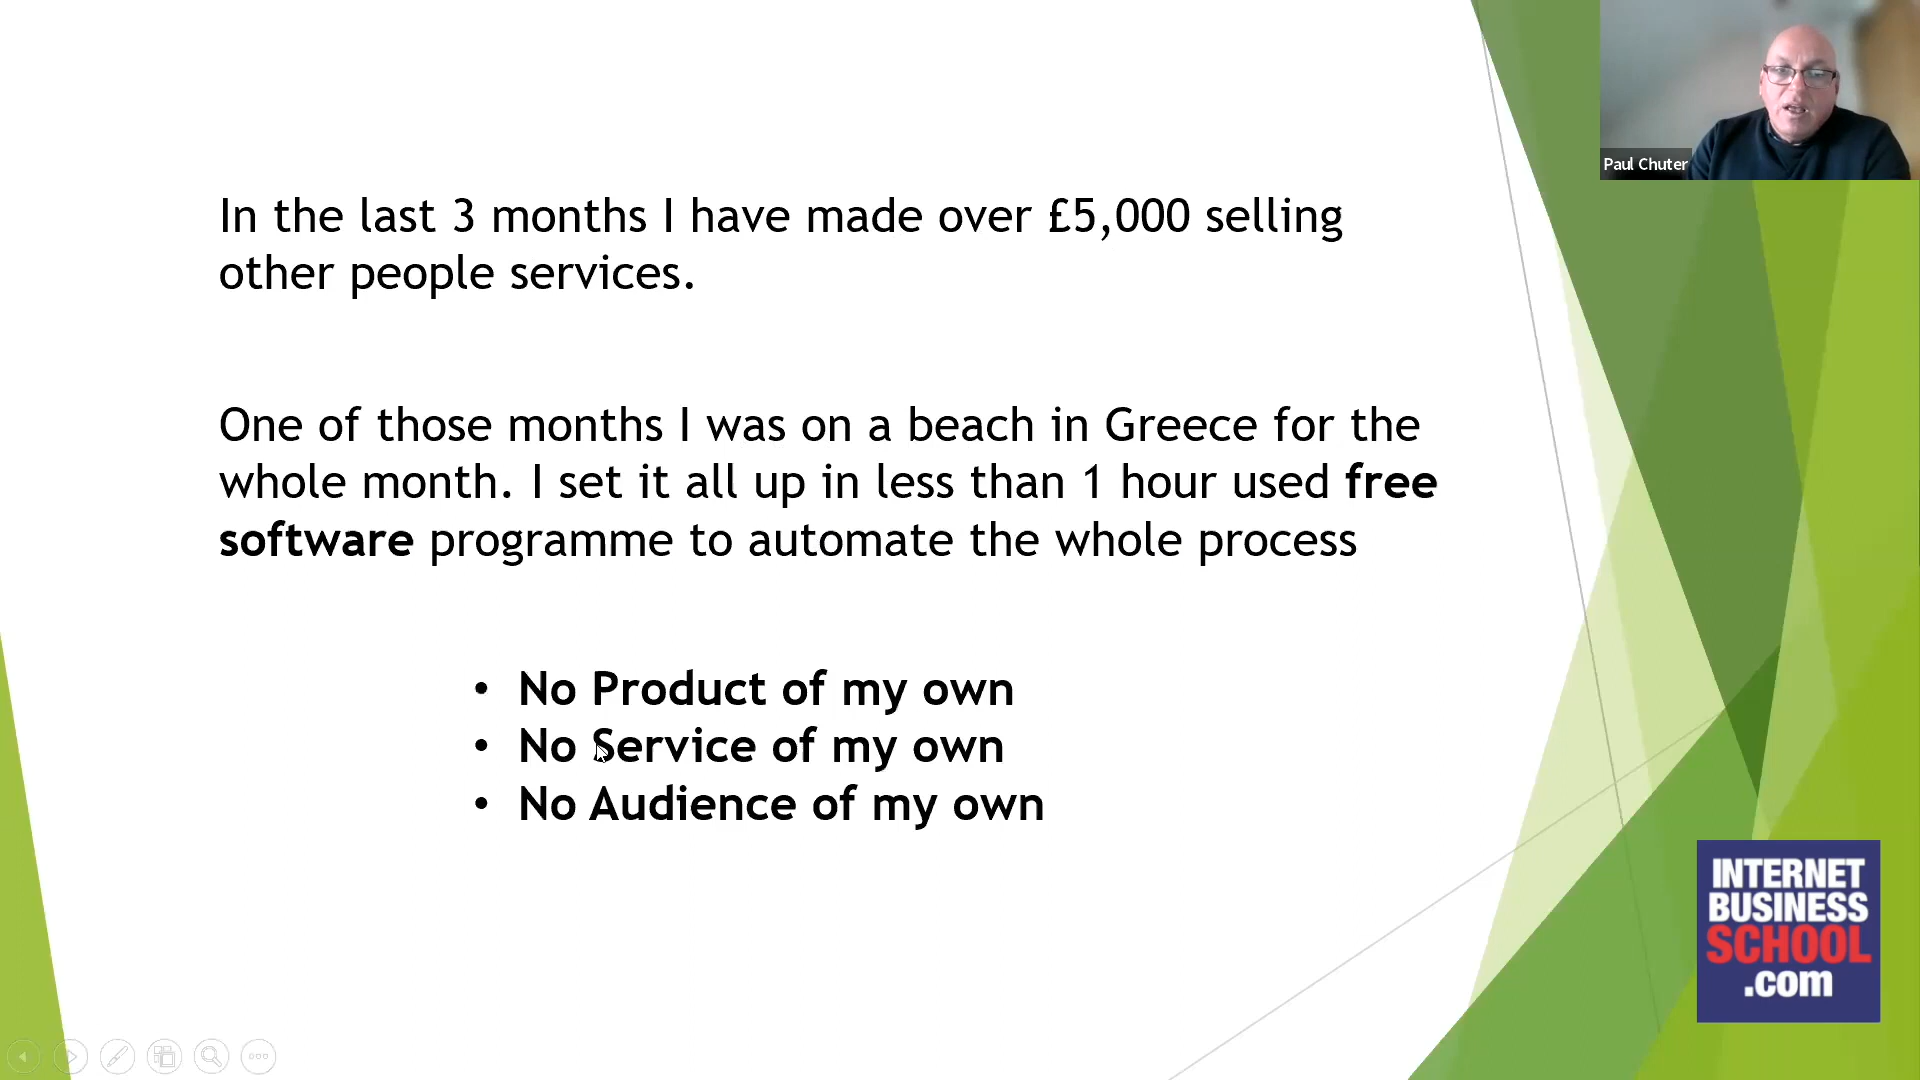 Paul Chuter
In the last 3 months I have made over £5,000 selling
other people services.
One of those months I was on a beach in Greece for the
whole month. I set it all up in less than 1 hour used free
software programme to automate the whole process
• No Product of my own
• No Service of my own
• No Audience of my own
INTERNET
BUSINESS
SCHOOL
.com